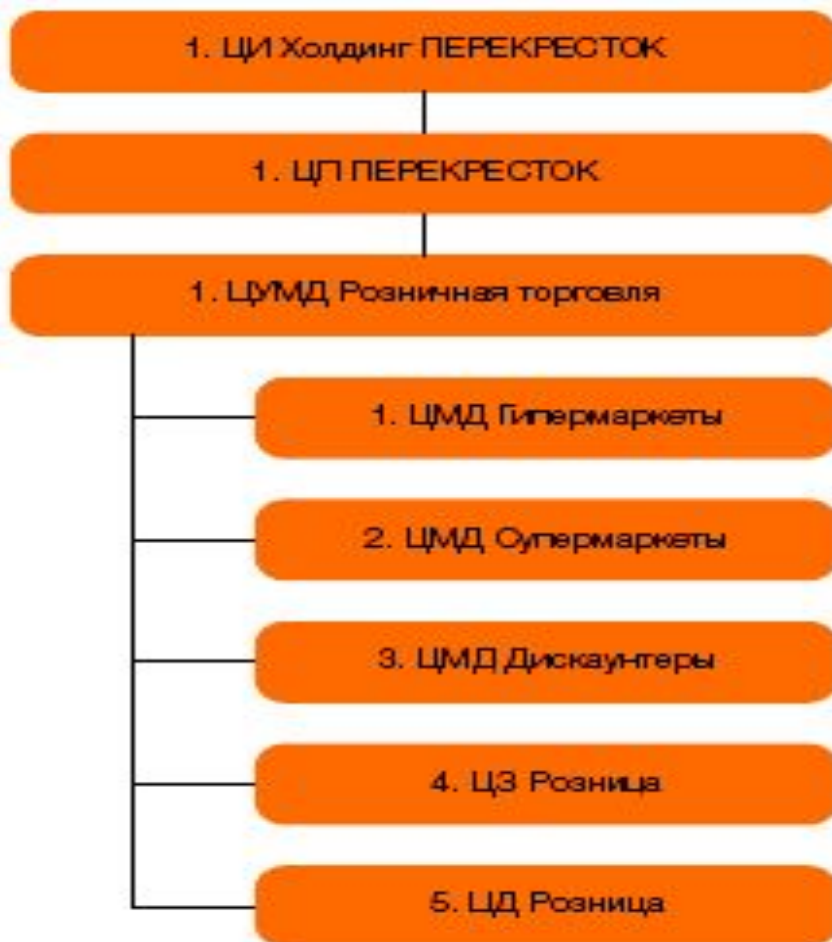 1. ЦИ Холдинг ПЕРЕКРЕСТОК
1. ЦП ПЕРЕКРЕСТОК
1. ЦУМД Розничная торговля
1. ЦМД Гипермаркеты
2. ЦМД Супермаркеты
3. ЦМД Дискаунтеры
4. ЦЗ Розница
5. ЦД Розница